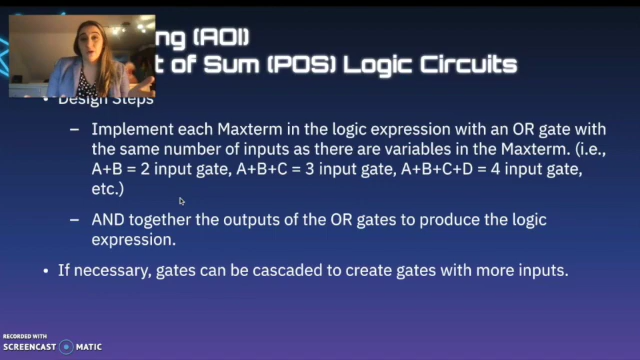 ng (AOI)
t of Sum (POS) Logic Circuits
• Design Steps
– Implement each Maxterm in the logic expression with an OR gate with
the same number of inputs as there are variables in the Maxterm. (i.e.,
A+B = 2 input gate, A+B+C = 3 input gate, A+B+C+D = 4 input gate,
etc.)
– AND together the outputs of the OR gates to produce the logic
expression.
• If necessary, gates can be cascaded to create gates with more inputs.
RECORDED WITH
SCREENCAST MATIC